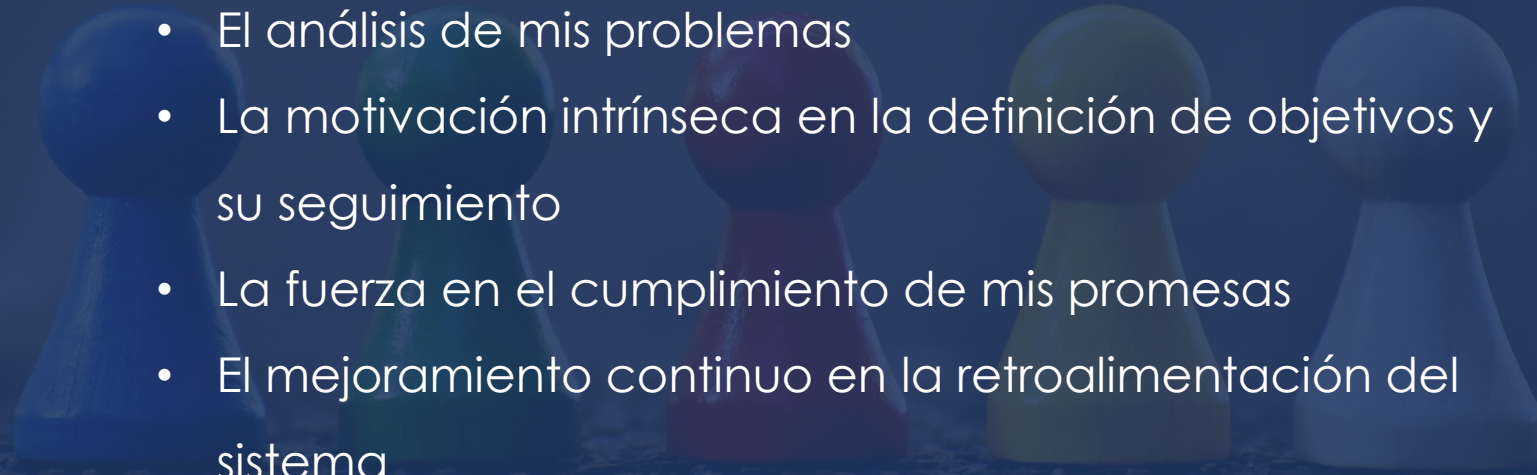 • El análisis de mis problemas
• La motivación intrínseca en la definición de objetivos y
su seguimiento
• La fuerza en el cumplimiento de mis promesas
• El mejoramiento continuo en la retroalimentación del
sistema